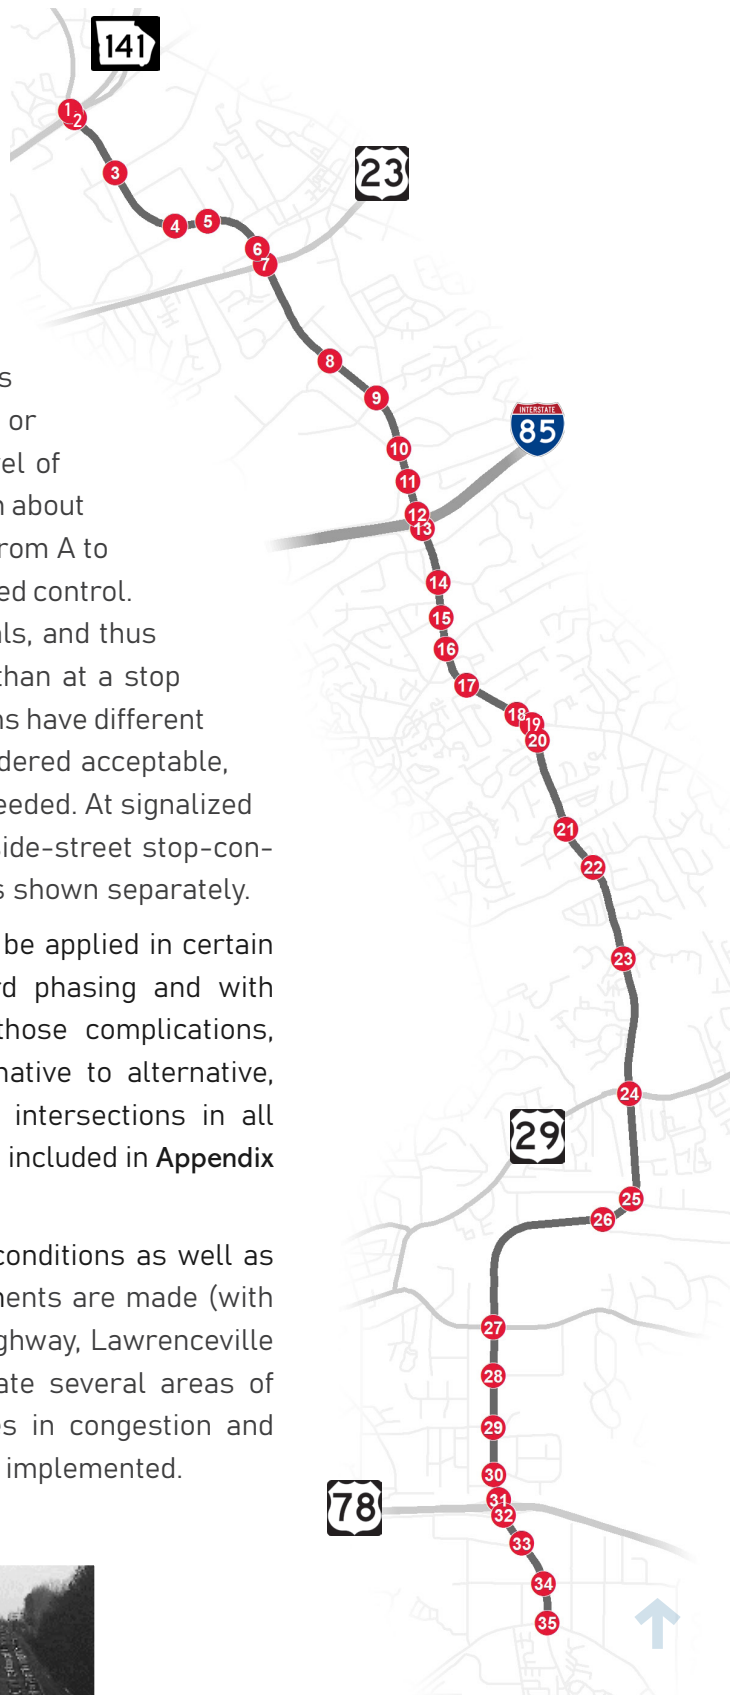 141
1
2
3
23
4
5
6
7
8
s
9
or
INTERSTATE
85
el of
10
11
about
12
13
rom A to
14
ed control.
15
als, and thus
16
than at a stop
17
18
19
ns have different
20
dered acceptable,
eeded. At signalized
21
side-street stop-con-
22
s shown separately.
be applied in certain
23
rd phasing and with
those complications,
native to alternative,
24
intersections in all
29
included in Appendix
25
26
conditions as well as
ments are made (with
27
ghway, Lawrenceville
28
ate several areas of
29
es in congestion and
implemented.
30
31
78
32
33
34
35